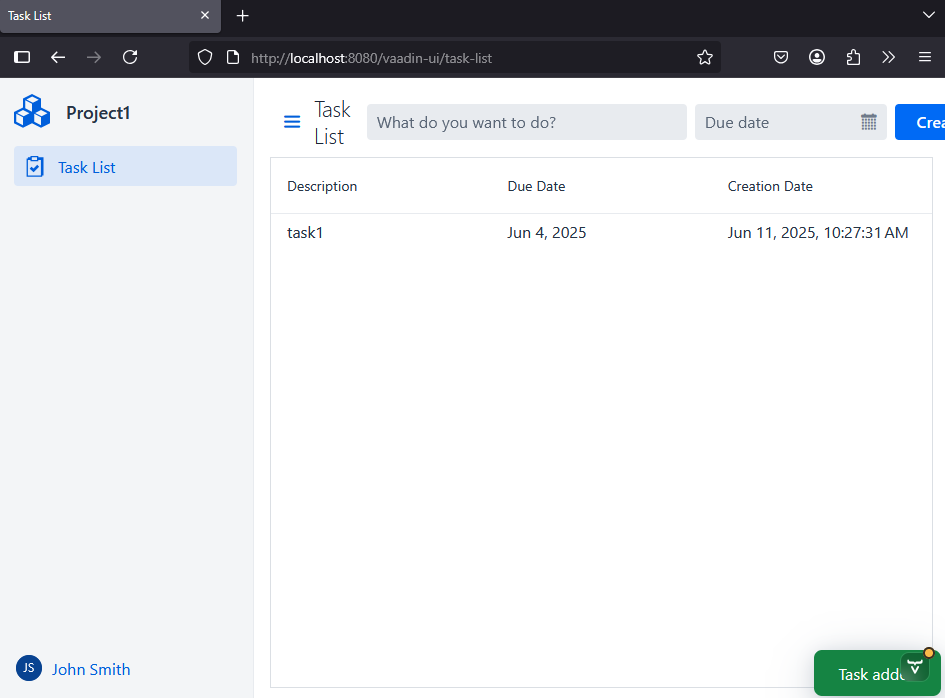 Task List
http://localhost:8080/vaadin-ui/task-list
Project1
Task List
Task
List
What do you want to do?
Due date
Description
Due Date
Creation Date
task1
Jun 4, 2025
Jun 11, 2025, 10:27:31 AM
Task
JS
John Smith